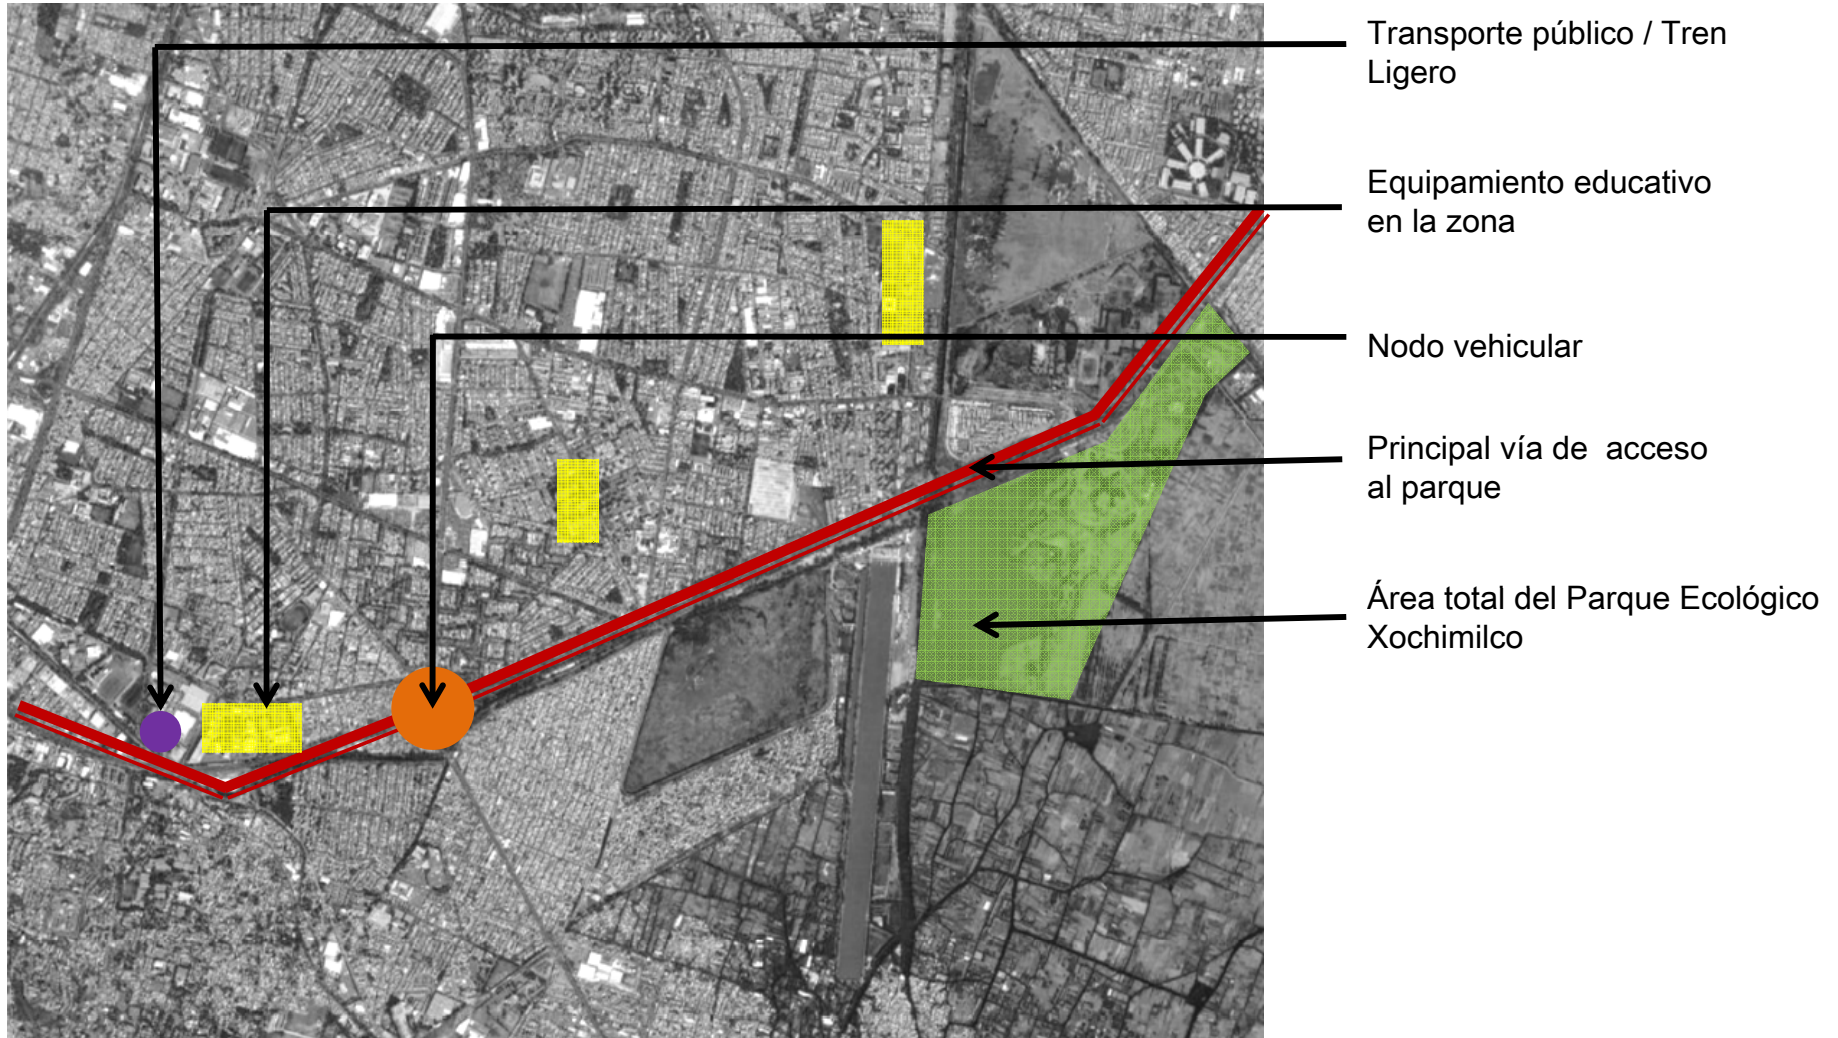 Transporte público / Tren
Ligero
Equipamiento educativo
en la zona
Nodo vehicular
Principal vía de  acceso
al parque
Área total del Parque Ecológico
Xochimilco